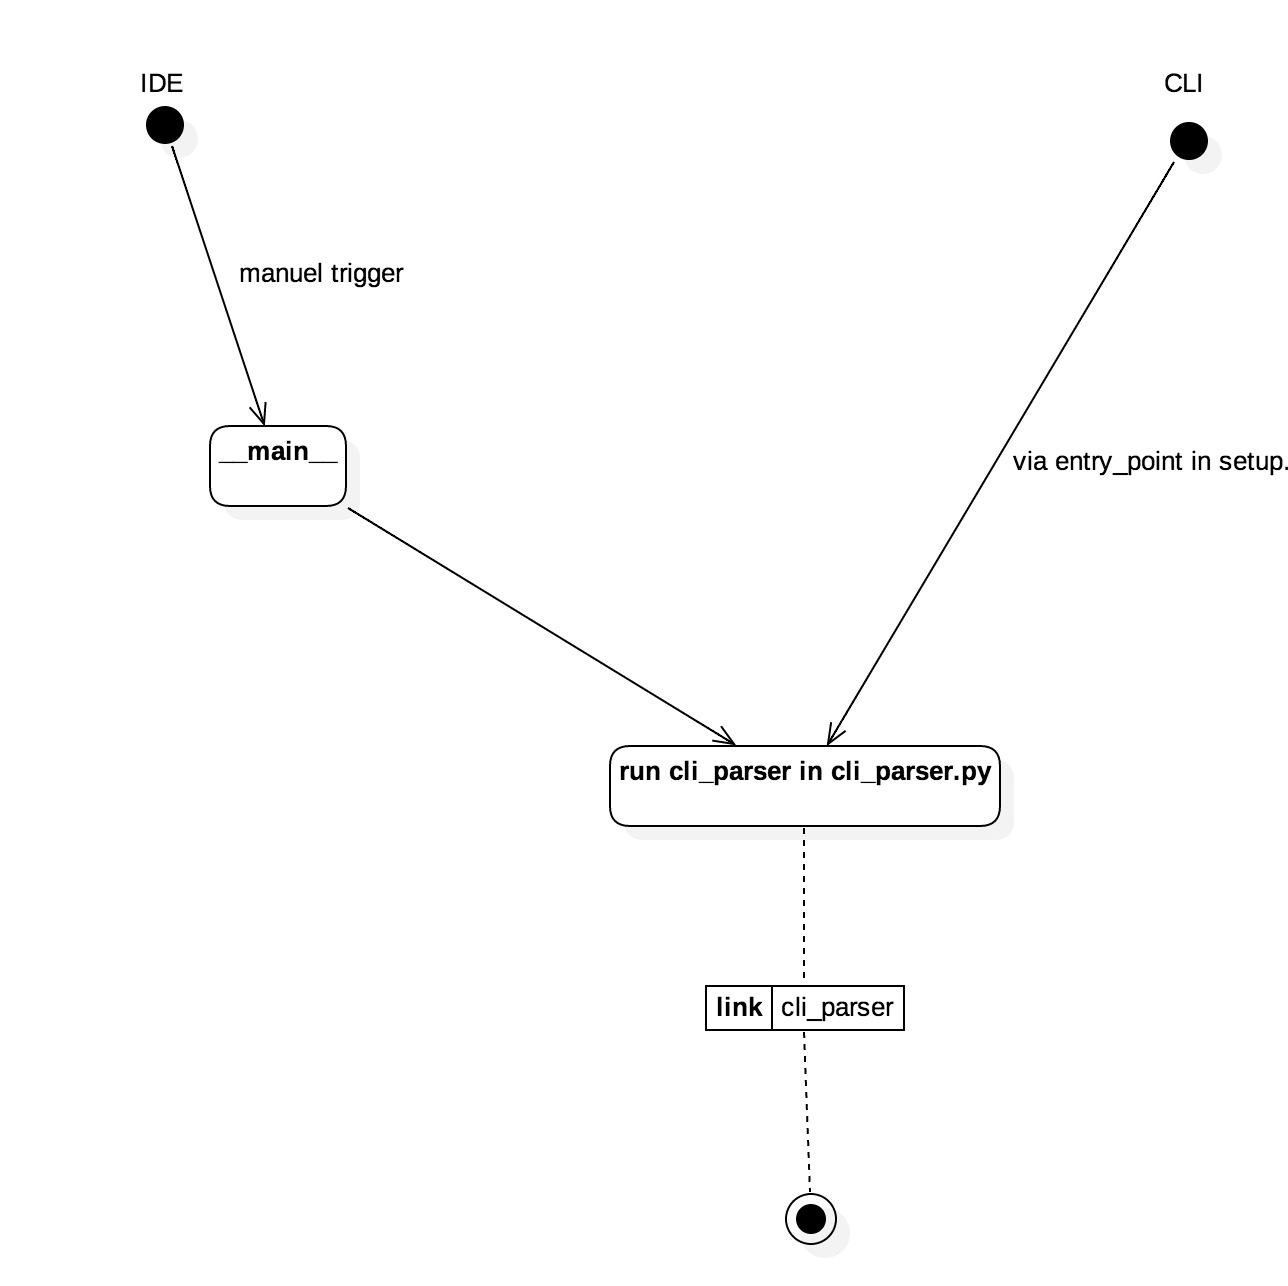 IDE
CLI
manuel trigger
__main__
via entry_point in setup.
run cli_parser in cli_parser.py
link cli_parser